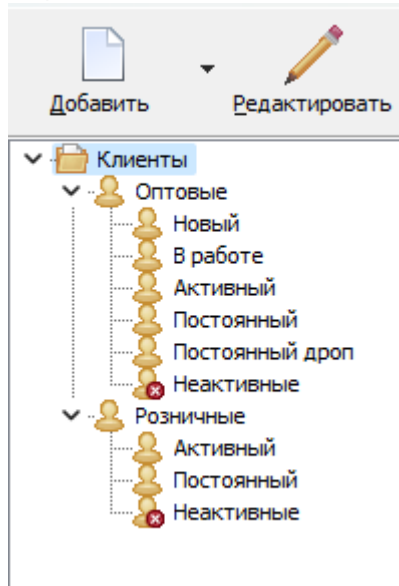 Добавить
Редактировать
Клиенты
Оптовые
Новый
В работе
Активный
Постоянный
Постоянный дроп
Неактивные
Розничные
Активный
Постоянный
Неактивные